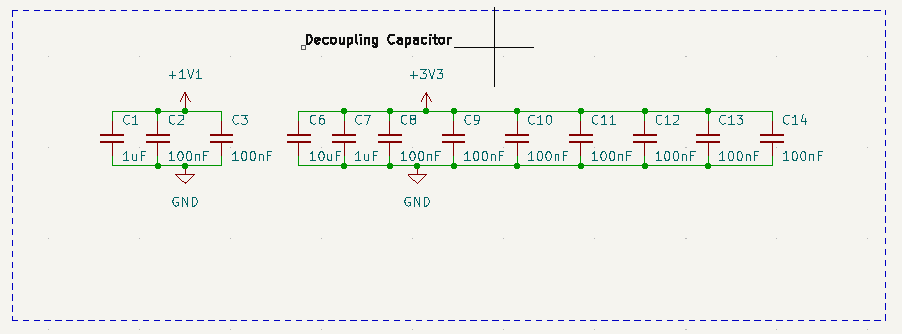 Decoupling Capacitor
+1V1 +3V3
C1 C2 C3 C6 C7 C8 C9 C10 C11 C12 C13 C14
1uF 100nF 100nF 10uF 1uF 100nF 100nF 100nF 100nF 100nF 100nF 100nF
GND GND